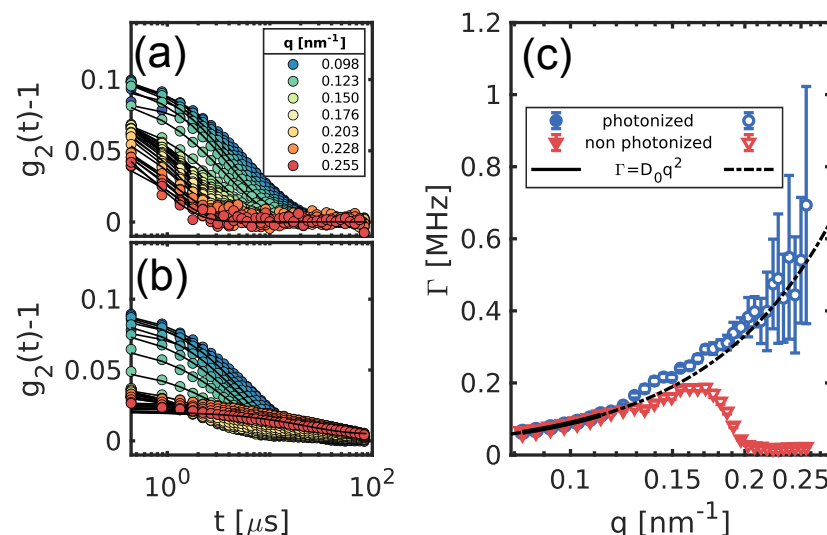 (a)
q [nm⁻¹]
0.098
0.123
0.150
0.176
0.203
0.228
0.255
0.1
0.05
0
g₂(t)-1
(b)
0.1
0.05
0
g₂(t)-1
10⁰
10¹
10²
t [μs]
(c)
1.2
1
0.8
0.6
0.4
0.2
0
Γ [MHz]
photonized
non photonized
Γ=D₀q²
0.1
0.15
0.2
0.25
q [nm⁻¹]